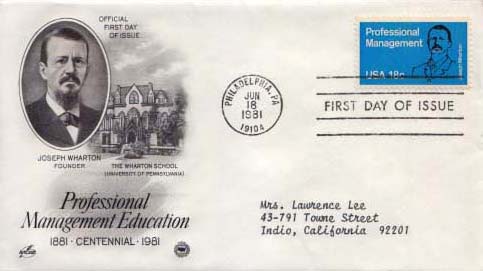 OFFICIAL
FIRST DAY
OF ISSUE
JOSEPH WHARTON
FOUNDER
THE WHARTON SCHOOL
(UNIVERSITY OF PENNSYLVANIA)
Professional
Management Education
1881 · CENTENNIAL · 1981
PHILADELPHIA, PA
JUN
18
1981
19104
Professional
Management
USA 18c
Joseph Wharton
FIRST DAY OF ISSUE
Mrs. Lawrence Lee
43-791 Towne Street
Indio, California 92201